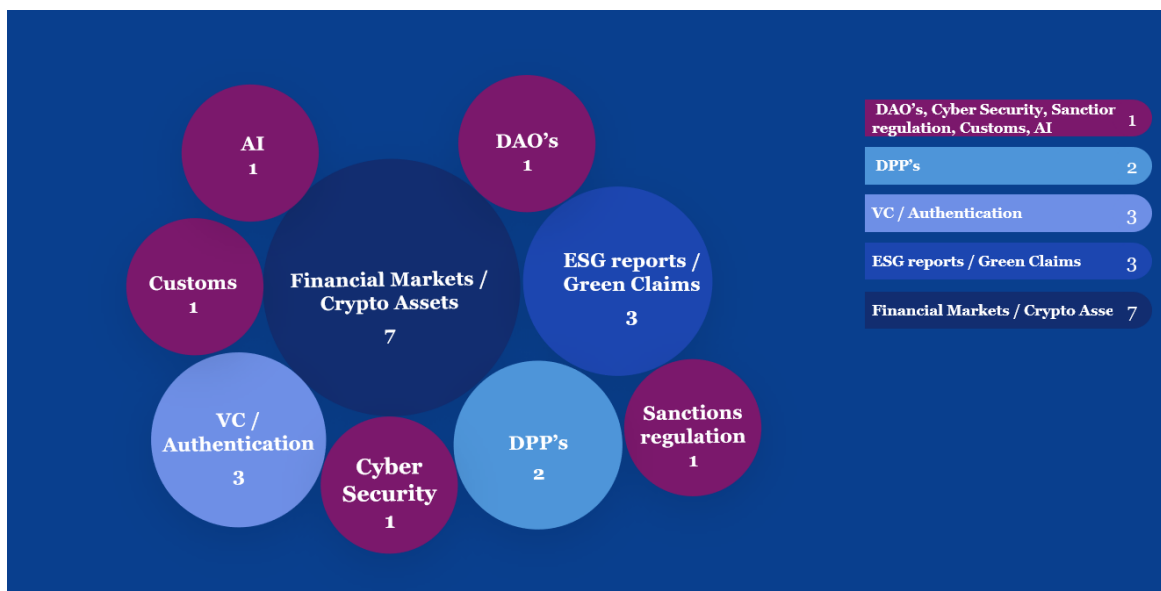 AI
1
DAO's
1
Customs
1
Financial Markets /
Crypto Assets
7
ESG reports /
Green Claims
3
VC /
Authentication
3
Cyber
Security
1
DPP's
2
Sanctions
regulation
1
DAO's, Cyber Security, Sanction
regulation, Customs, AI
1
DPP's
2
VC / Authentication
3
ESG reports / Green Claims
3
Financial Markets / Crypto Asse
7